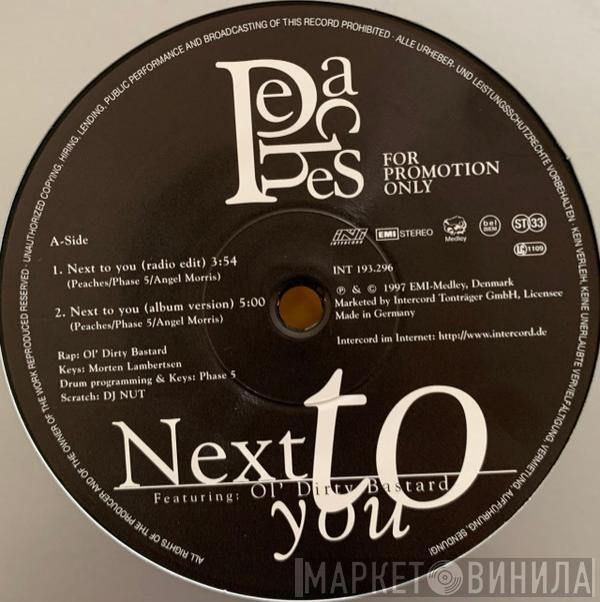 UNAUTHORIZED COPYING, HIRING, LENDING, PUBLIC PERFORMANCE AND BROADCASTING OF THIS RECORD PROHIBITED · ALLE URHEBER- UND LEISTUNGSSCHUTZRECHTE VORBEHALTEN · KEIN VERLEIH, KEINE UNERLAUBTE VERVIELFÄLTIGUNG, VERMIETUNG, AUFFÜHRUNG, SENDUNG!
ALL RIGHTS OF THE PRODUCER AND OF THE OWNER OF THE WORK REPRODUCED RESERVED ·
Peaches
FOR
PROMOTION
ONLY
A-Side
INT
INTERCORD
EMI STEREO
Medley
bel
BIEM
ST 33
LC 1109
1. Next to you (radio edit) 3:54
(Peaches/Phase 5/Angel Morris)
2. Next to you (album version) 5:00
(Peaches/Phase 5/Angel Morris)
INT 193.296
℗ & © 1997 EMI-Medley, Denmark
Marketed by Intercord Tonträger GmbH, Licensee
Made in Germany
Intercord im Internet: http://www.intercord.de
Rap: Ol' Dirty Bastard
Keys: Morten Lambertsen
Drum programming & Keys: Phase 5
Scratch: DJ NUT
Next to
Featuring: Ol' Dirty Bastard
you
МАРКЕТ ВИНИЛА